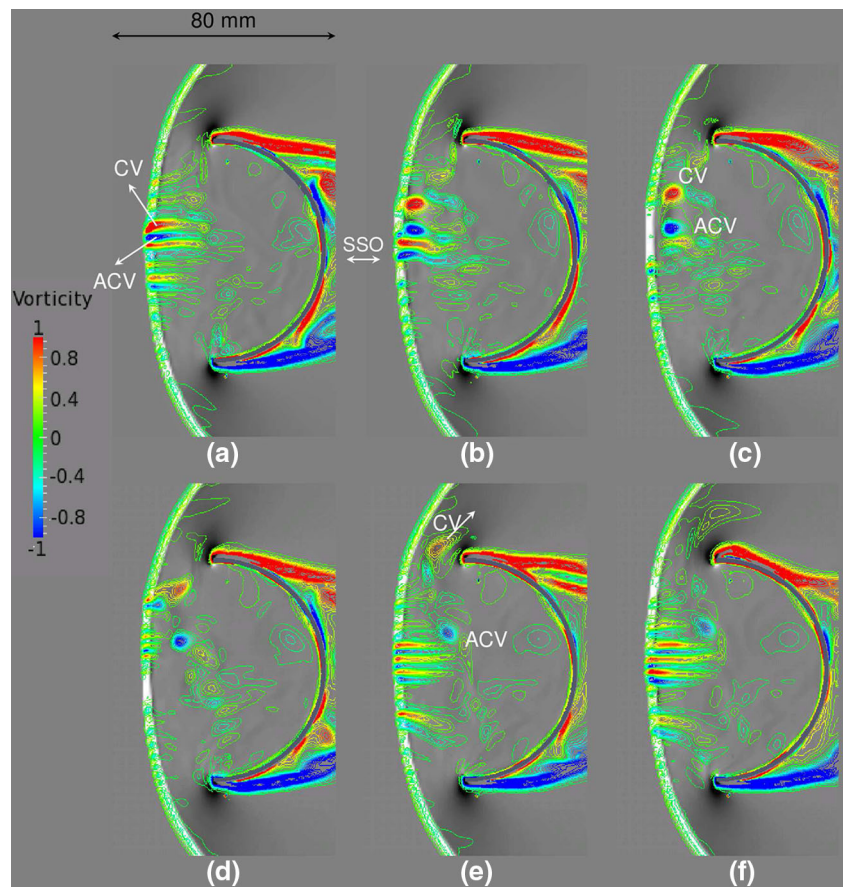 80 mm
CV
ACV
SSO
CV
ACV
Vorticity
1
0.8
0.4
0
-0.4
-0.8
-1
(a)
(b)
(c)
CV
ACV
(d)
(e)
(f)